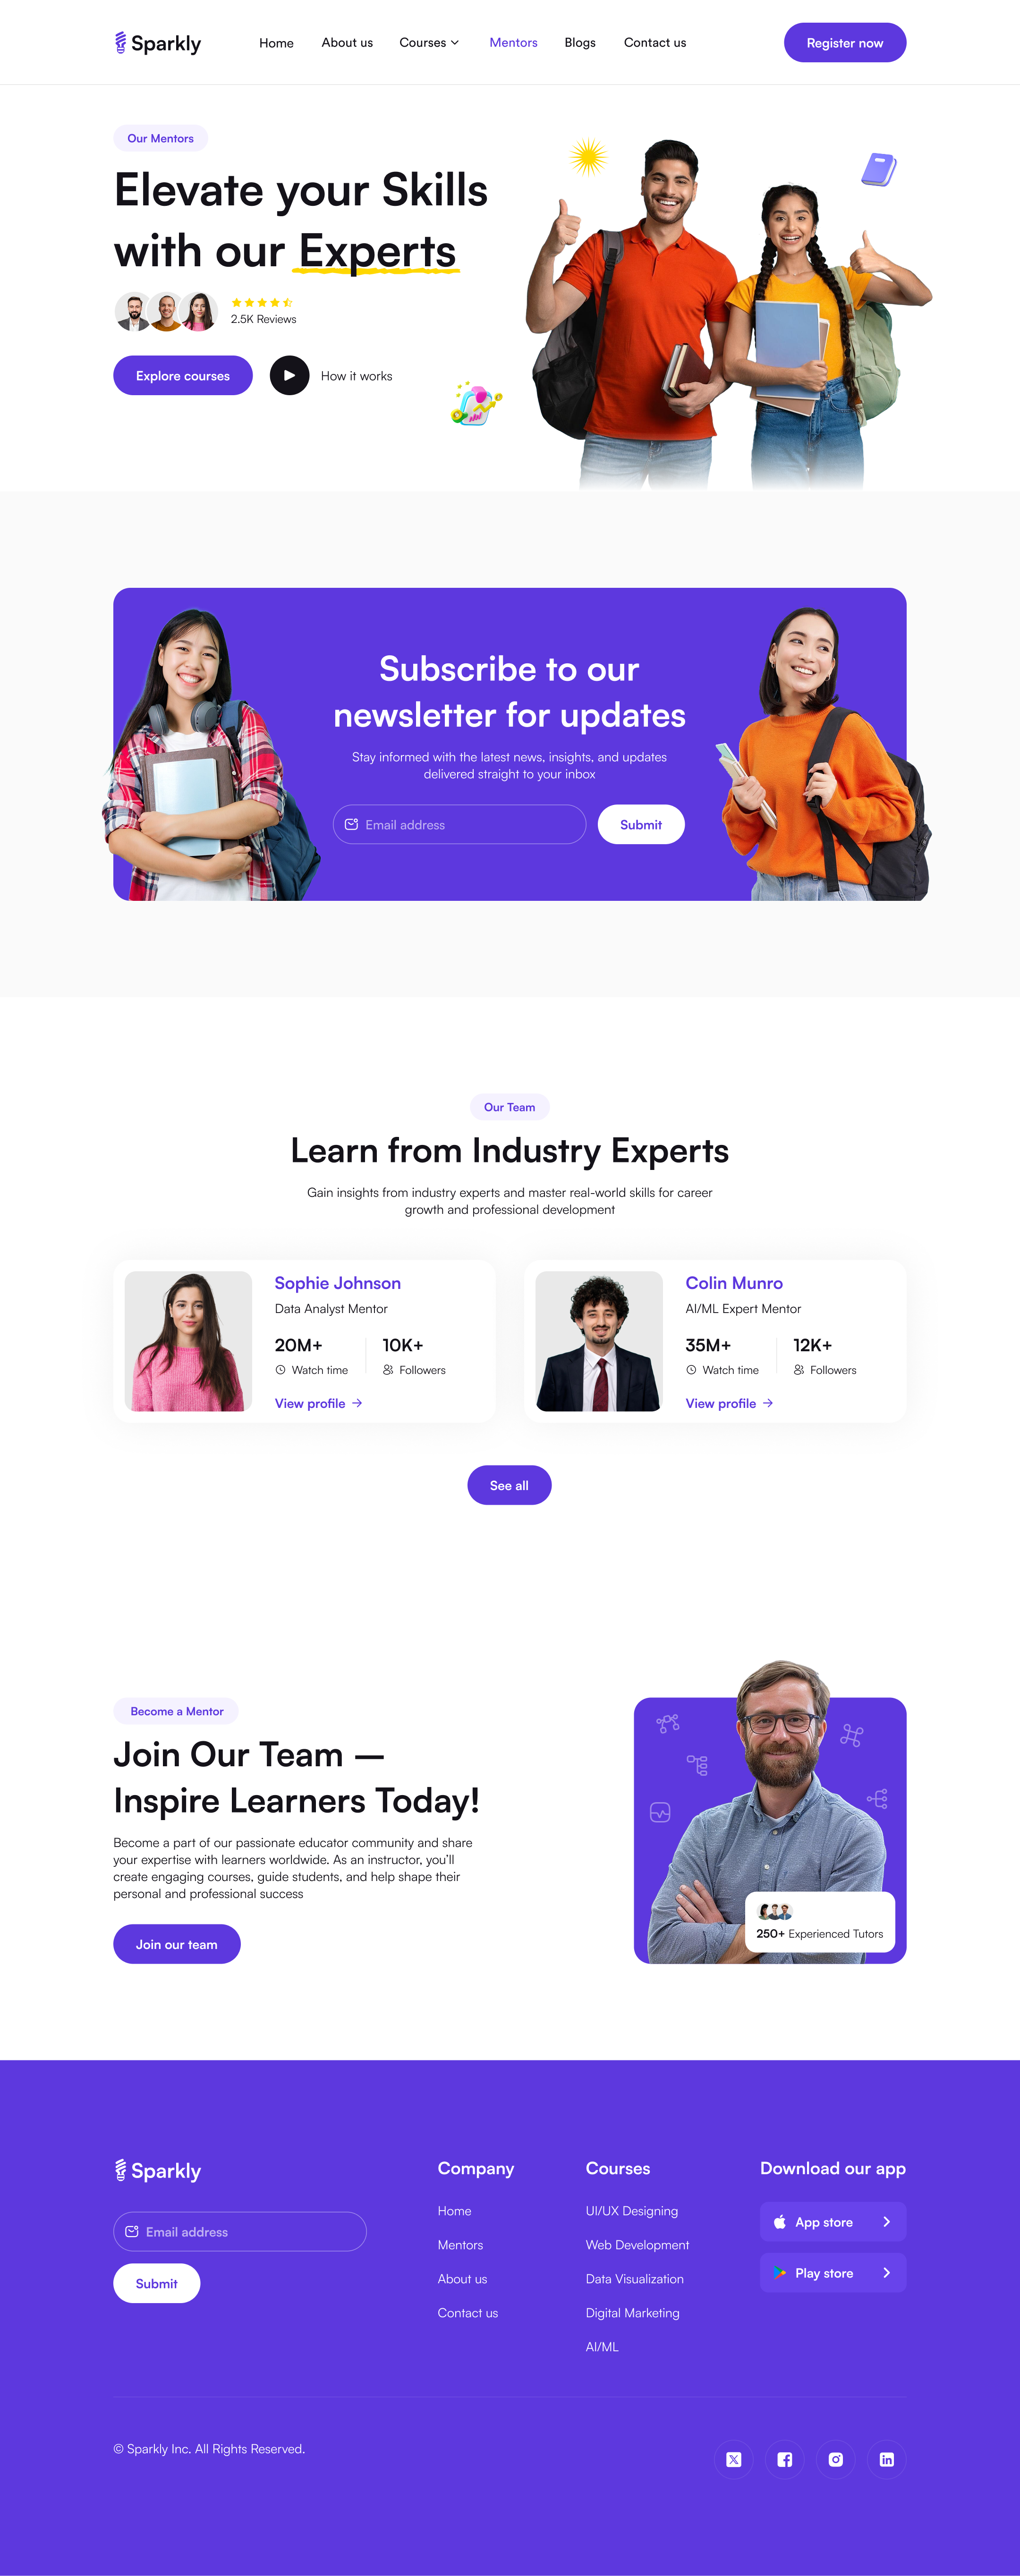 Sparkly
Home
About us
Courses
Mentors
Blogs
Contact us
Register now
Our Mentors
Elevate your Skills
with our Experts
2.5K Reviews
Explore courses
How it works
Subscribe to our
newsletter for updates
Stay informed with the latest news, insights, and updates
delivered straight to your inbox
Email address
Submit
Our Team
Learn from Industry Experts
Gain insights from industry experts and master real-world skills for career
growth and professional development
Sophie Johnson
Data Analyst Mentor
20M+
Watch time
10K+
Followers
View profile
Colin Munro
AI/ML Expert Mentor
35M+
Watch time
12K+
Followers
View profile
See all
Become a Mentor
Join Our Team —
Inspire Learners Today!
Become a part of our passionate educator community and share
your expertise with learners worldwide. As an instructor, you'll
create engaging courses, guide students, and help shape their
personal and professional success
Join our team
250+ Experienced Tutors
Sparkly
Email address
Submit
Company
Home
Mentors
About us
Contact us
Courses
UI/UX Designing
Web Development
Data Visualization
Digital Marketing
AI/ML
Download our app
App store
Play store
© Sparkly Inc. All Rights Reserved.